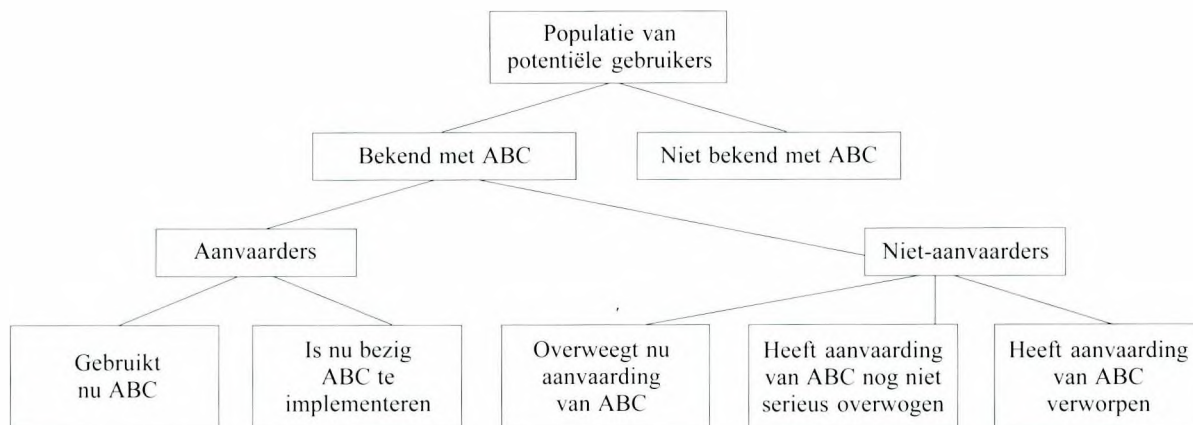 Populatie van
potentiële gebruikers
Bekend met ABC
Niet bekend met ABC
Aanvaarders
Niet-aanvaarders
Gebruikt
nu ABC
Is nu bezig
ABC te
implementeren
Overweegt nu
aanvaarding
van ABC
Heeft aanvaarding
van ABC nog niet
serieus overwogen
Heeft aanvaarding
van ABC
verworpen